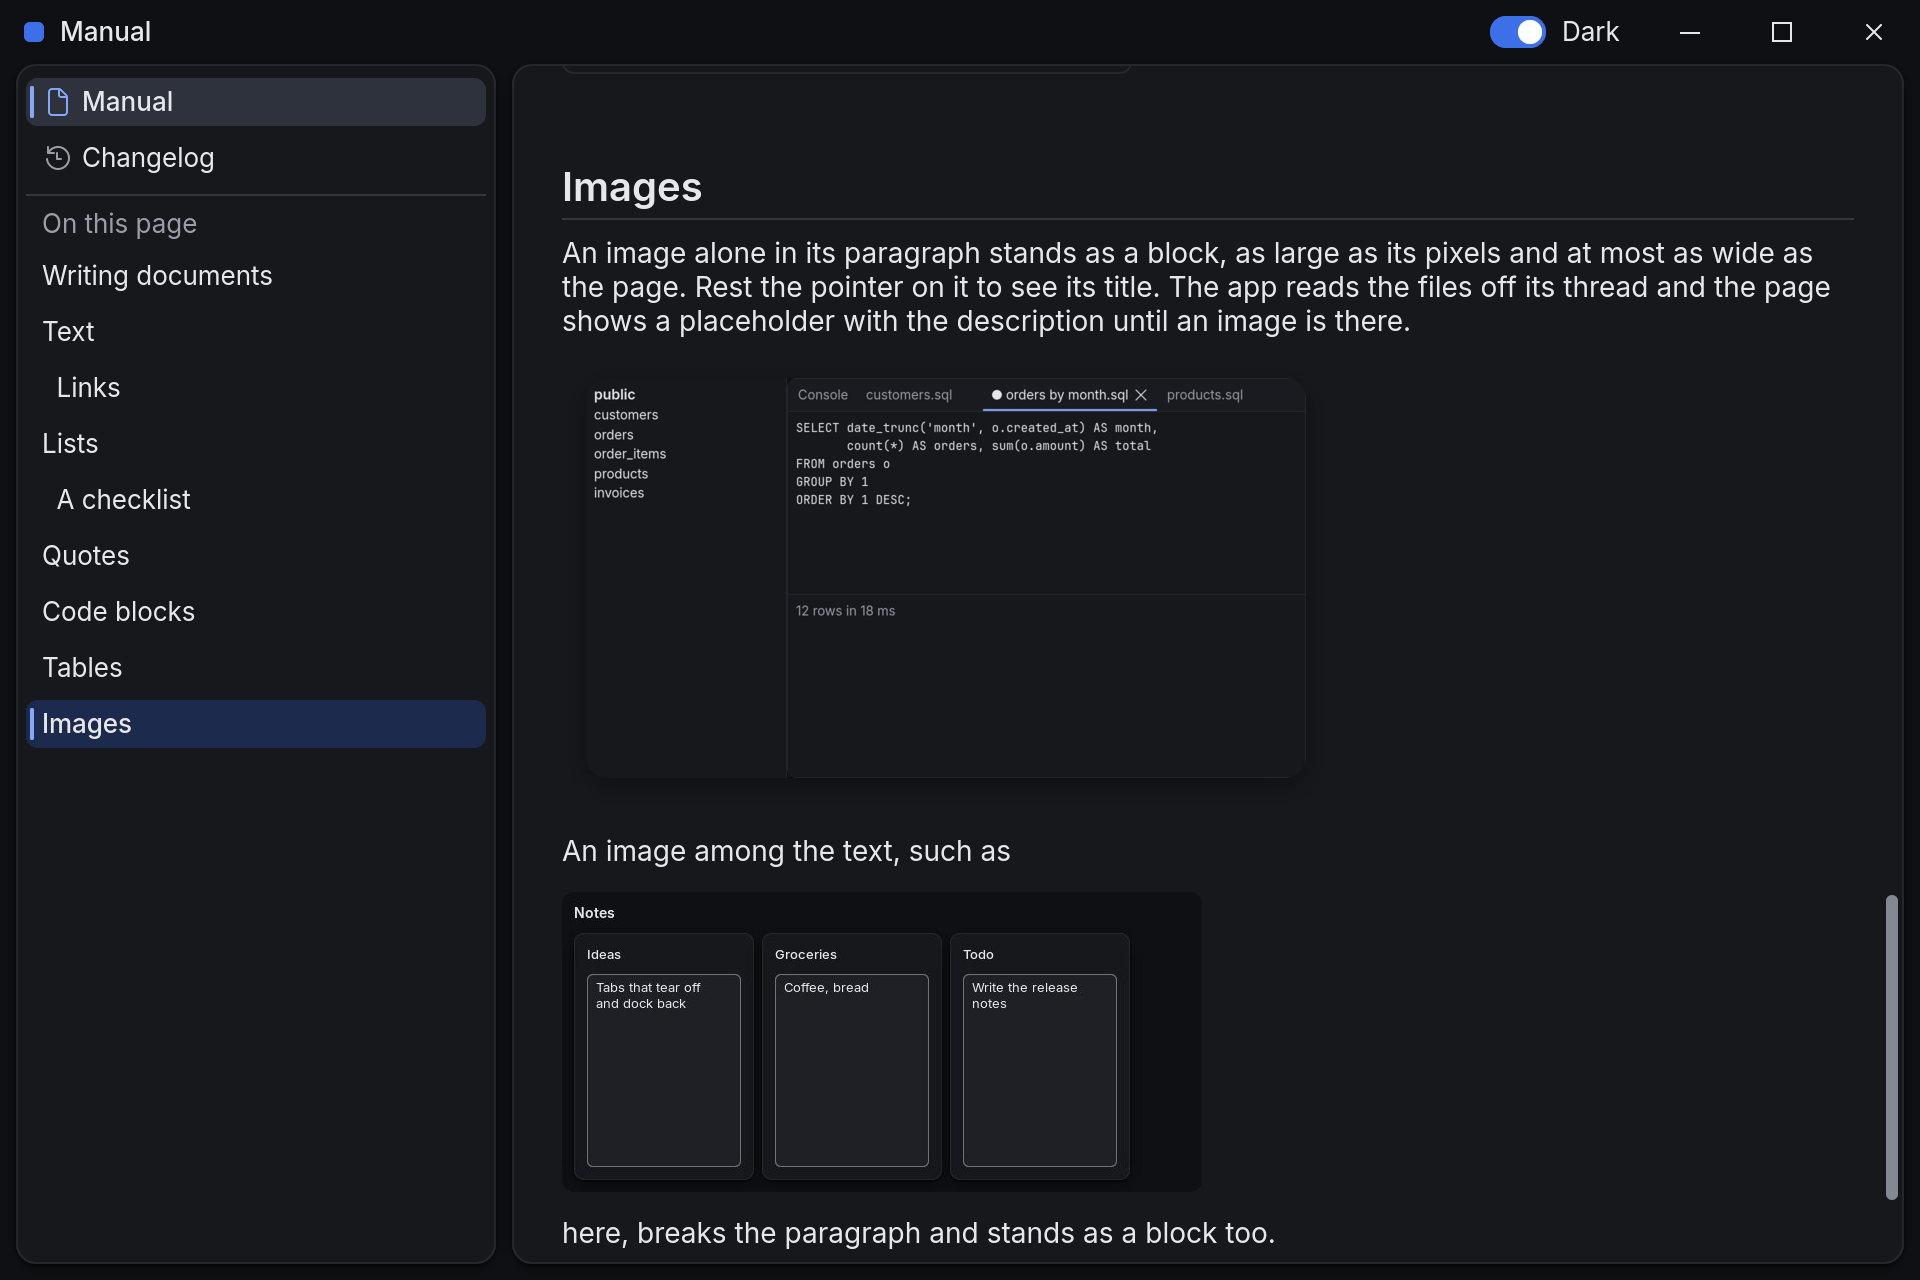 Manual
Dark
Manual
Changelog
On this page
Writing documents
Text
Links
Lists
A checklist
Quotes
Code blocks
Tables
Images
Images
An image alone in its paragraph stands as a block, as large as its pixels and at most as wide as
the page. Rest the pointer on it to see its title. The app reads the files off its thread and the page
shows a placeholder with the description until an image is there.
public
customers
orders
order_items
products
invoices
Console customers.sql orders by month.sql products.sql
SELECT date_trunc('month', o.created_at) AS month,
count(*) AS orders, sum(o.amount) AS total
FROM orders o
GROUP BY 1
ORDER BY 1 DESC;
12 rows in 18 ms
An image among the text, such as
Notes
Ideas
Tabs that tear off
and dock back
Groceries
Coffee, bread
Todo
Write the release
notes
here, breaks the paragraph and stands as a block too.